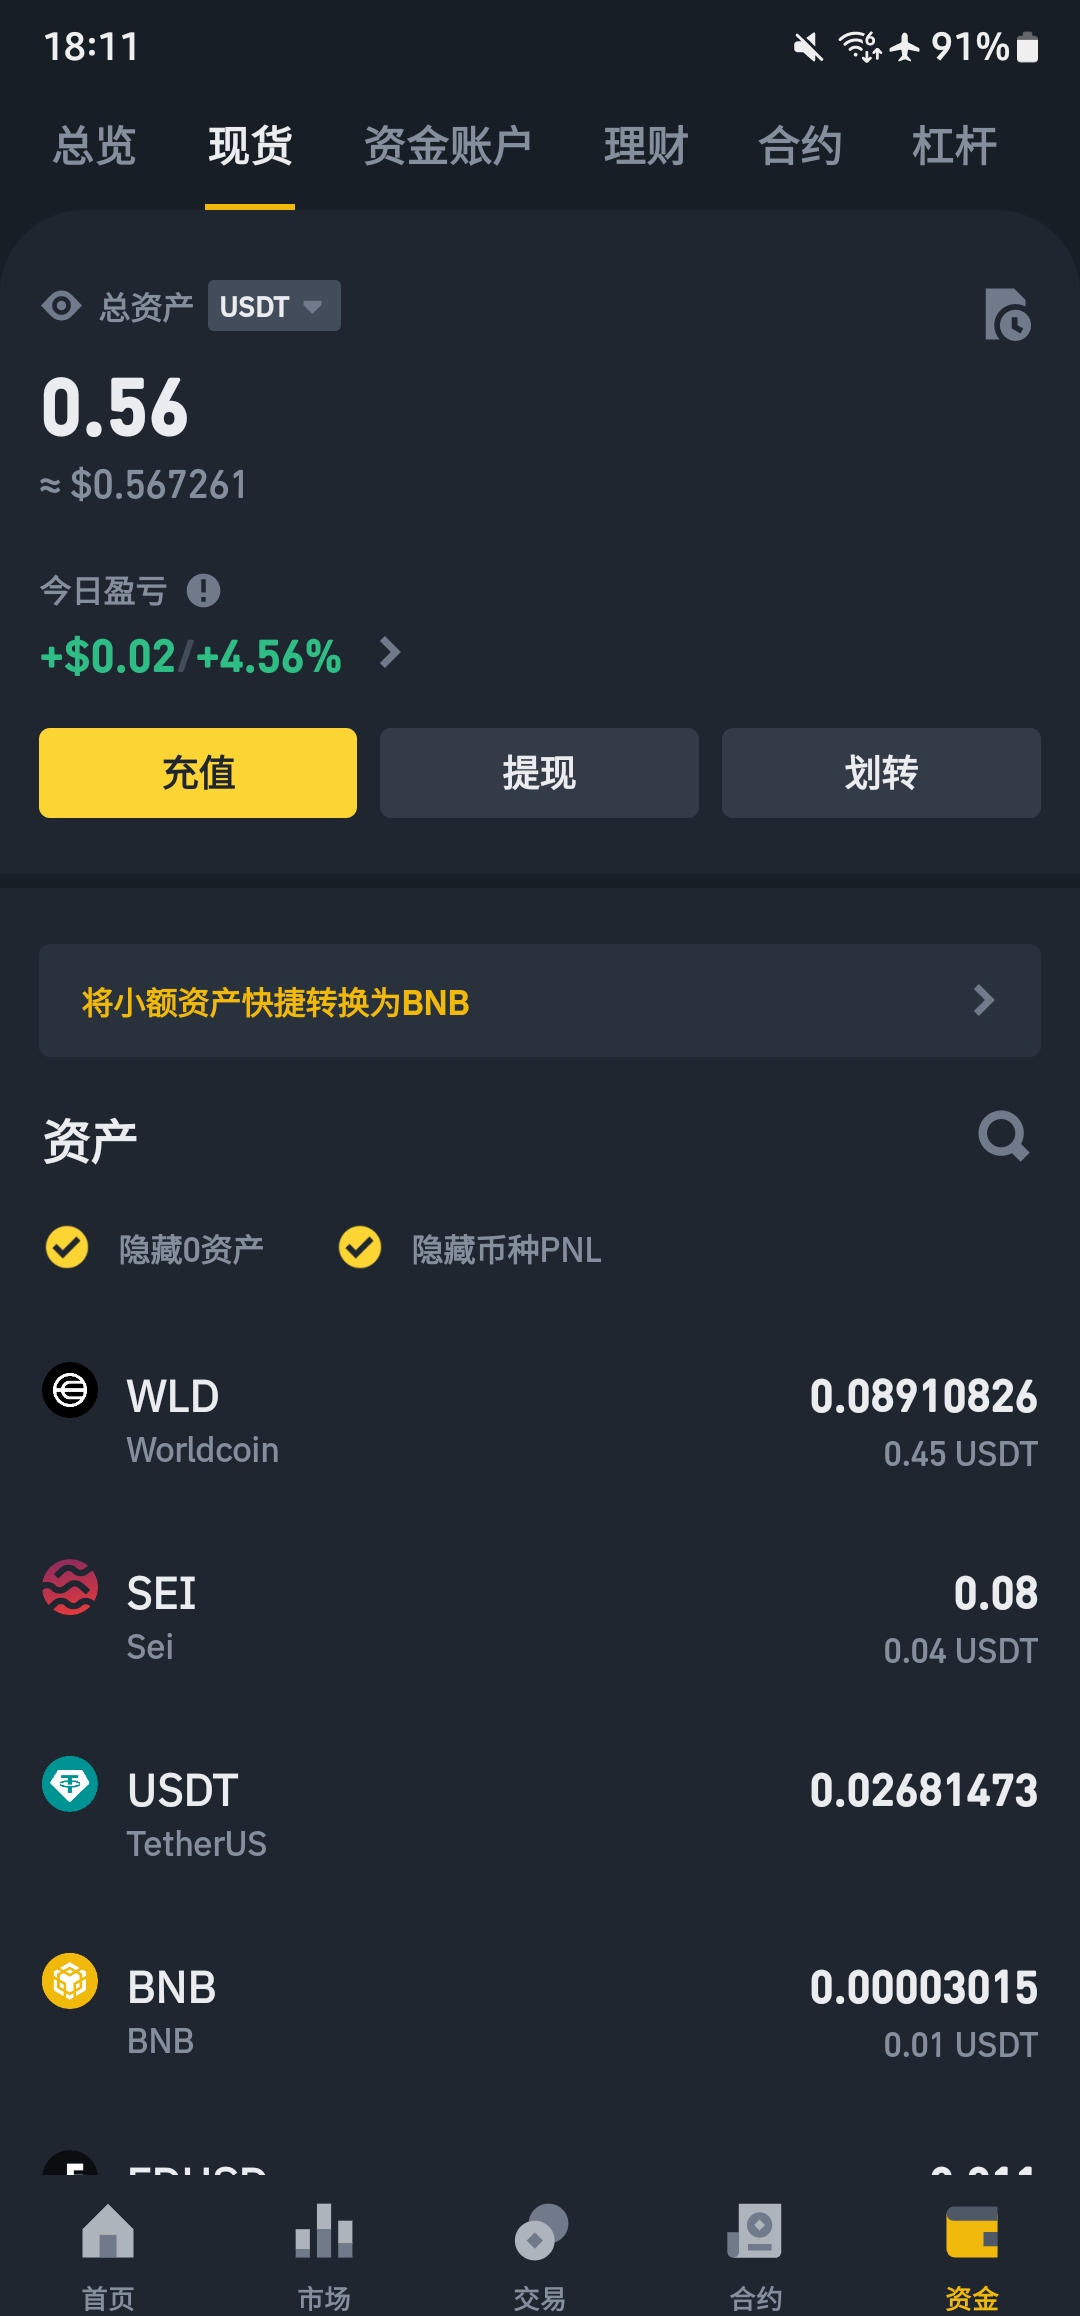 18:11
91%
总览 现货 资金账户 理财 合约 杠杆
总资产 USDT
0.56
≈ $0.567261
今日盈亏
+$0.02/+4.56%
充值 提现 划转
将小额资产快捷转换为BNB
资产
隐藏0资产 隐藏币种PNL
WLD 0.08910826
Worldcoin 0.45 USDT
SEI 0.08
Sei 0.04 USDT
USDT 0.02681473
TetherUS
BNB 0.00003015
BNB 0.01 USDT
首页 市场 交易 合约 资金